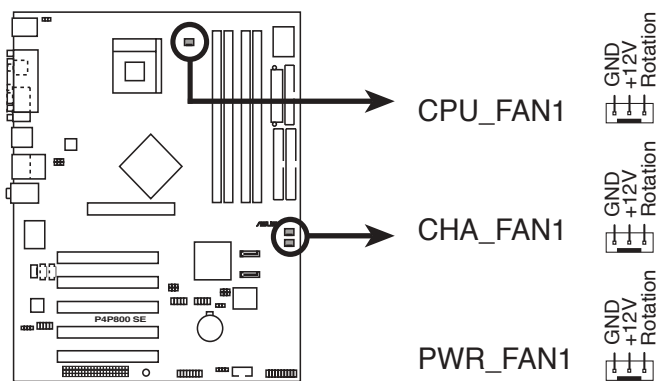 CPU_FAN1
GND
+12V
Rotation
CHA_FAN1
GND
+12V
Rotation
P4P800 SE
PWR_FAN1
GND
+12V
Rotation